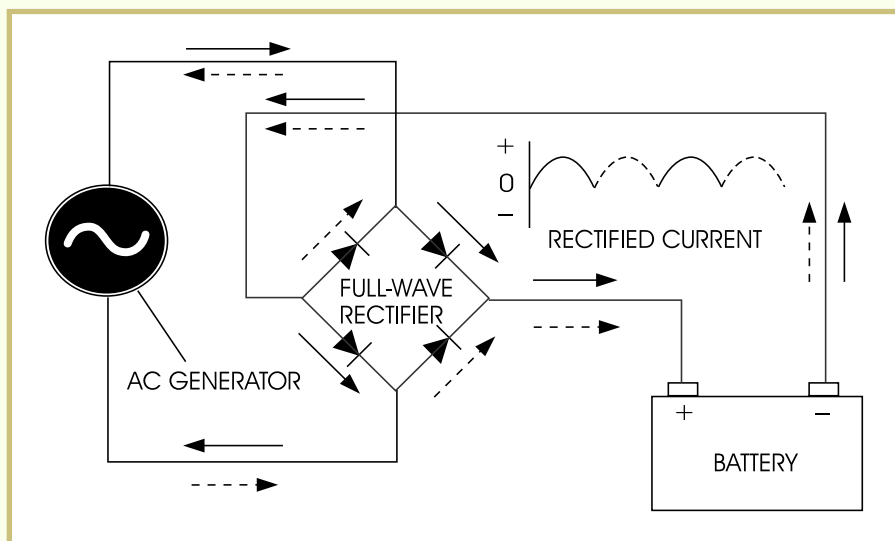 +
0
–
RECTIFIED CURRENT
FULL-WAVE
RECTIFIER
AC GENERATOR
+ –
BATTERY